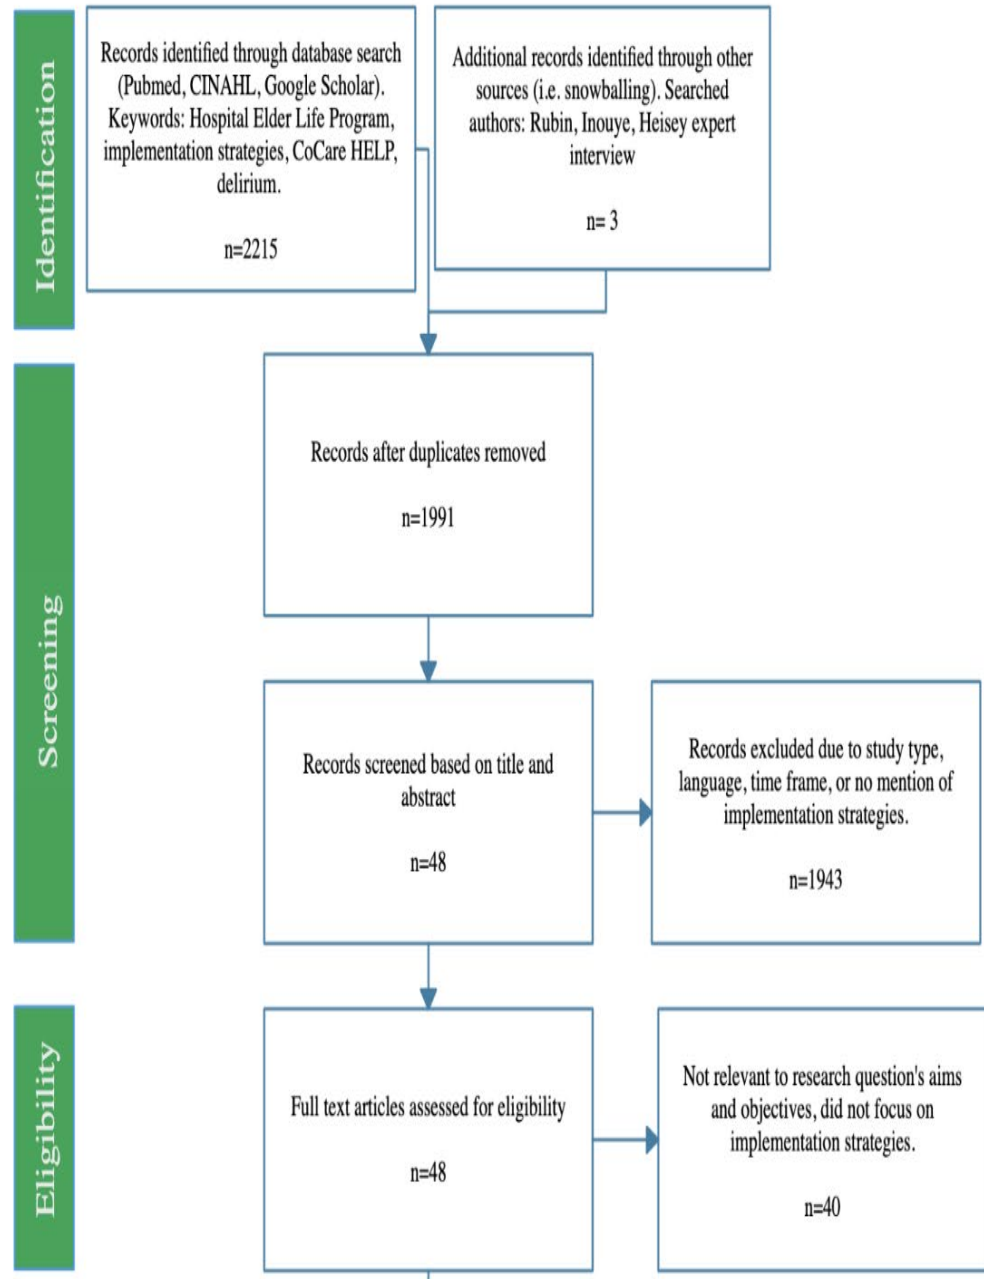 Identification
Records identified through database search
(Pubmed, CINAHL, Google Scholar).
Keywords: Hospital Elder Life Program,
implementation strategies, CoCare HELP,
delirium.
n=2215
Additional records identified through other
sources (i.e. snowballing). Searched
authors: Rubin, Inouye, Heisey expert
interview
n= 3
Screening
Records after duplicates removed
n=1991
Records screened based on title and
abstract
n=48
Records excluded due to study type,
language, time frame, or no mention of
implementation strategies.
n=1943
Eligibility
Full text articles assessed for eligibility
n=48
Not relevant to research question's aims
and objectives, did not focus on
implementation strategies.
n=40